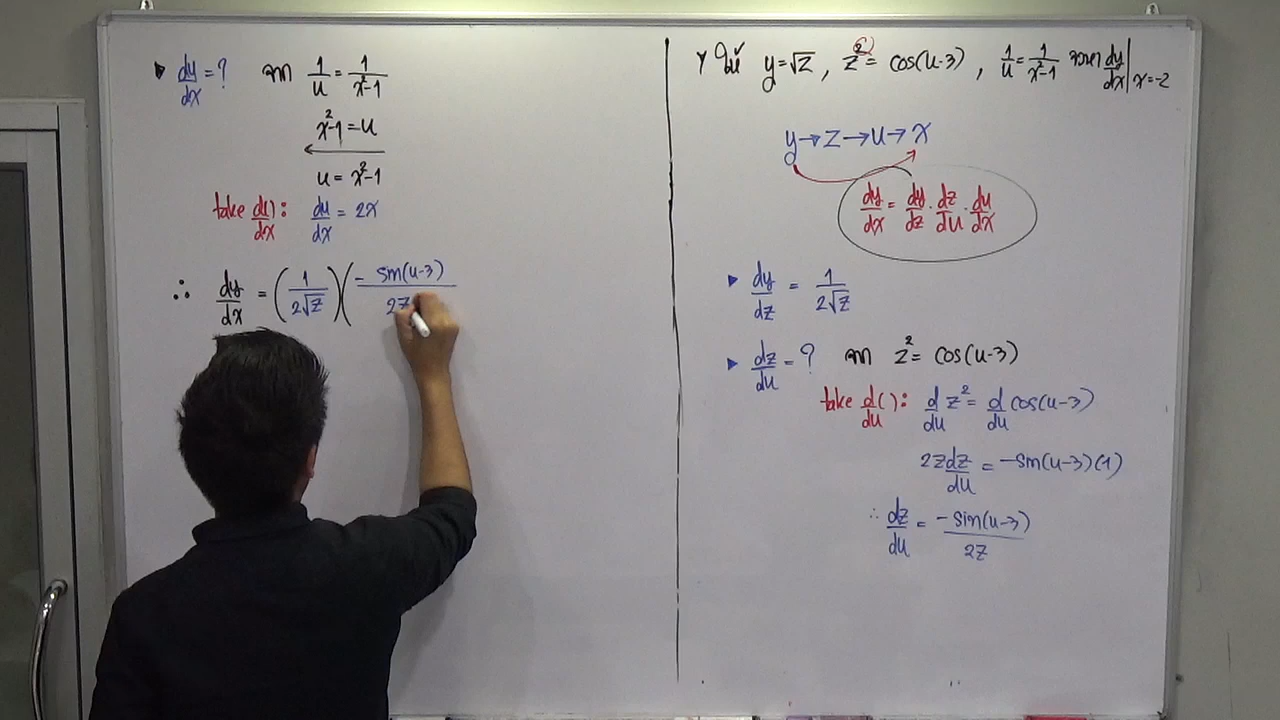 ▶ dy/dx = ? จาก 1/u = 1/(x²-1)
x²-1 = u
u = x²-1
take d( )/dx : du/dx = 2x
∴ dy/dx = (1/(2√z))(- sin(u-3)/2z
ให้ y = √z , z² = cos(u-3) , 1/u = 1/(x²-1) จงหา dy/dx | x=-2
y → z → u → x
dy/dx = dy/dz · dz/du · du/dx
▶ dy/dz = 1/(2√z)
▶ dz/du = ? จาก z² = cos(u-3)
take d( )/du : d/du z² = d/du cos(u-3)
2z dz/du = -sin(u-3)(1)
∴ dz/du = -sin(u-3)/2z